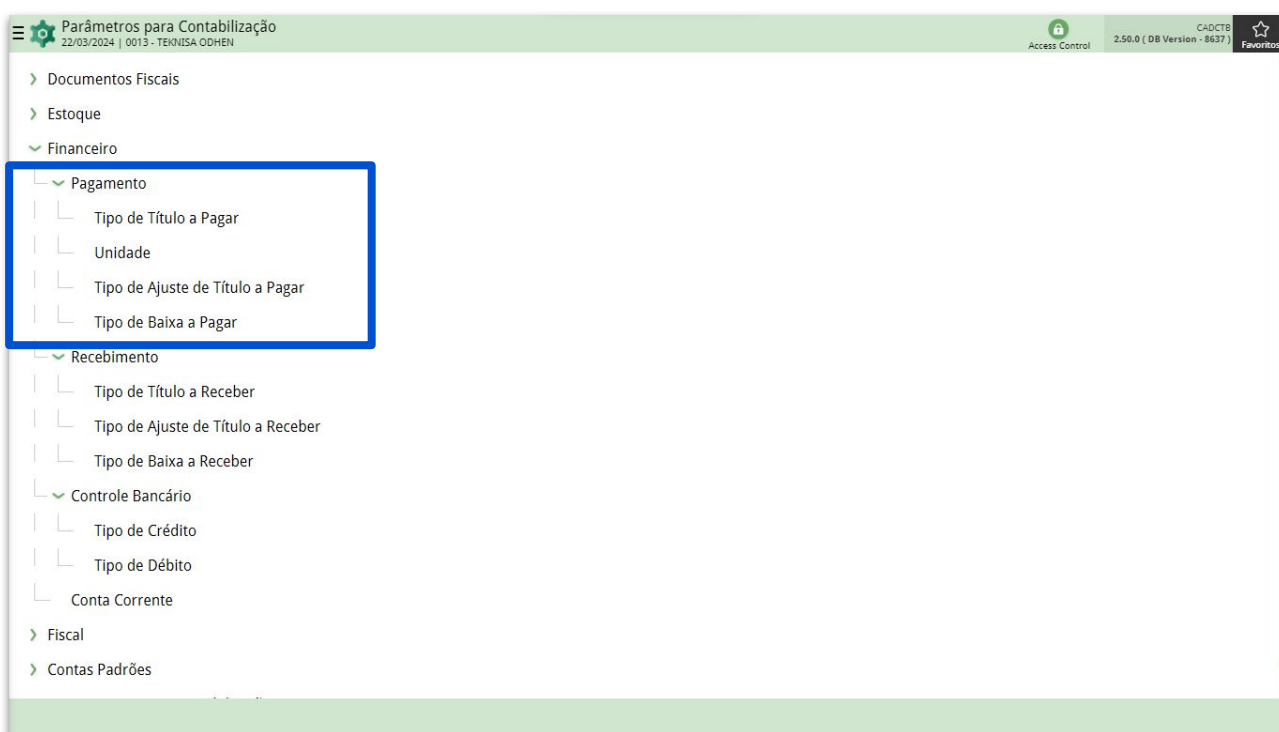 Parâmetros para Contabilização
22/03/2024 | 0013 - TEKNISA ODHEN
Access Control
CADCTB
2.50.0 ( DB Version - 8637 )
Favoritos
Documentos Fiscais
Estoque
Financeiro
Pagamento
Tipo de Título a Pagar
Unidade
Tipo de Ajuste de Título a Pagar
Tipo de Baixa a Pagar
Recebimento
Tipo de Título a Receber
Tipo de Ajuste de Título a Receber
Tipo de Baixa a Receber
Controle Bancário
Tipo de Crédito
Tipo de Débito
Conta Corrente
Fiscal
Contas Padrões